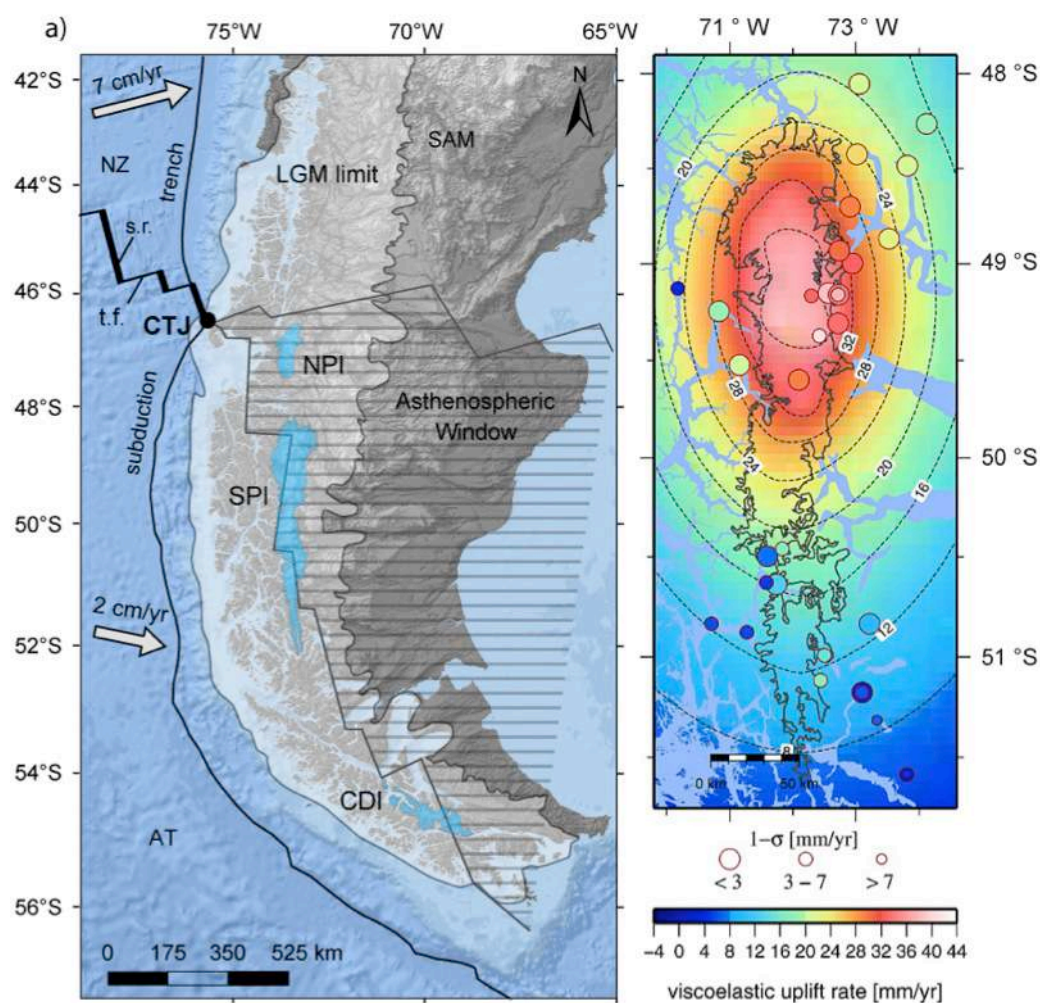 a)
75°W
70°W
65°W
42°S
44°S
46°S
48°S
50°S
52°S
54°S
56°S
7 cm/yr
NZ
trench
s.r.
t.f.
CTJ
subduction
2 cm/yr
AT
LGM limit
SAM
N
NPI
Asthenospheric
Window
SPI
CDI
0 175 350 525 km
71 ° W 73 ° W
48 ° S
49 ° S
50 ° S
51 ° S
20
24
32
28
28
24
20
16
12
8
0 km 50 km
1−σ [mm/yr]
< 3 3 − 7 > 7
−4 0 4 8 12 16 20 24 28 32 36 40 44
viscoelastic uplift rate [mm/yr]